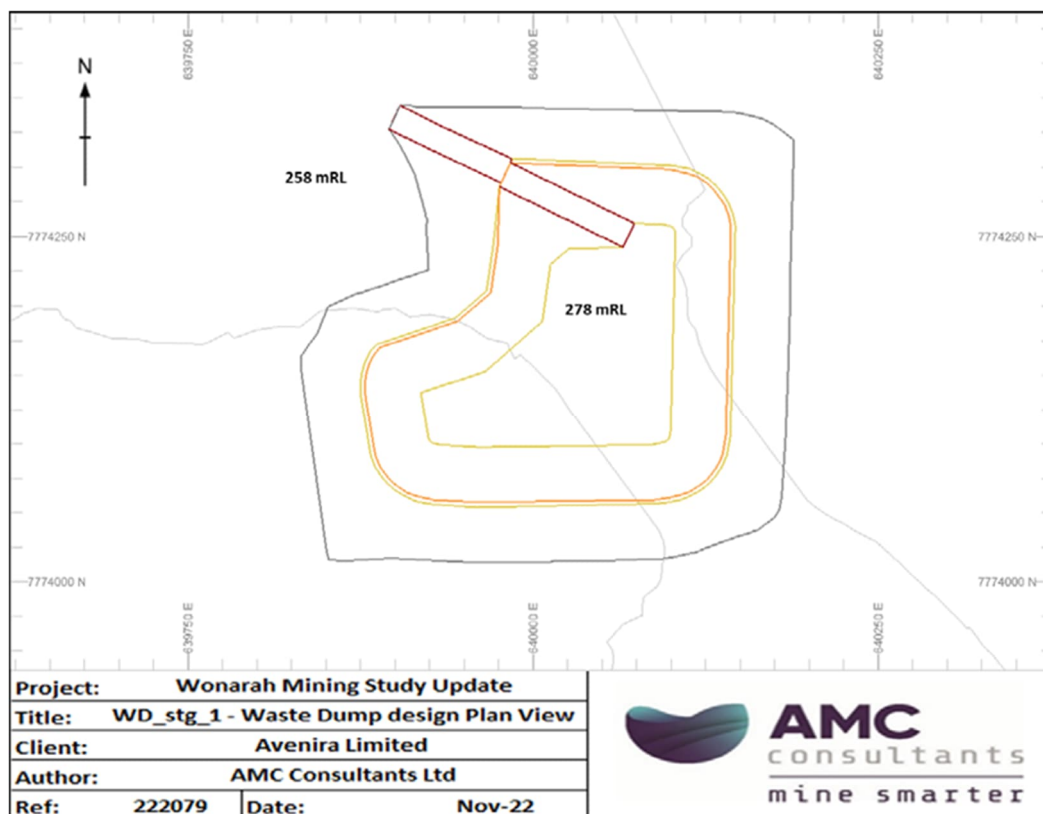 639750 E
640000 E
640250 E
N
258 mRL
7774250 N
7774250 N
278 mRL
7774000 N
7774000 N
639750 E
640000 E
640250 E
Project: Wonarah Mining Study Update
Title: WD_stg_1 - Waste Dump design Plan View
Client: Avenira Limited
Author: AMC Consultants Ltd
Ref: 222079 Date: Nov-22
AMC
consultants
mine smarter